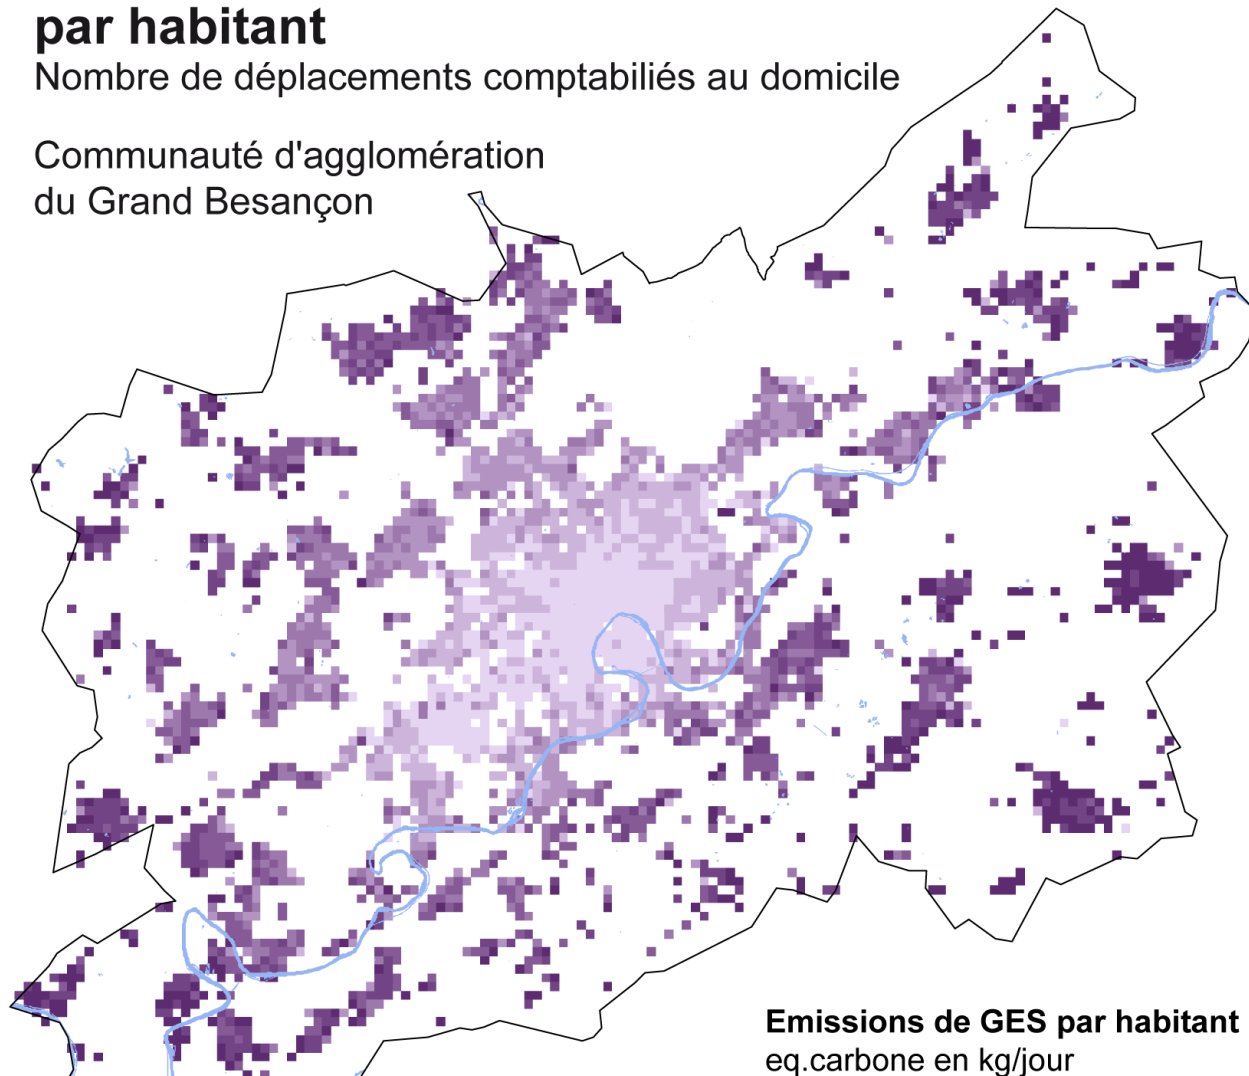 par habitant
Nombre de déplacements comptabiliés au domicile
Communauté d'agglomération
du Grand Besançon
Emissions de GES par habitant
eq.carbone en kg/jour